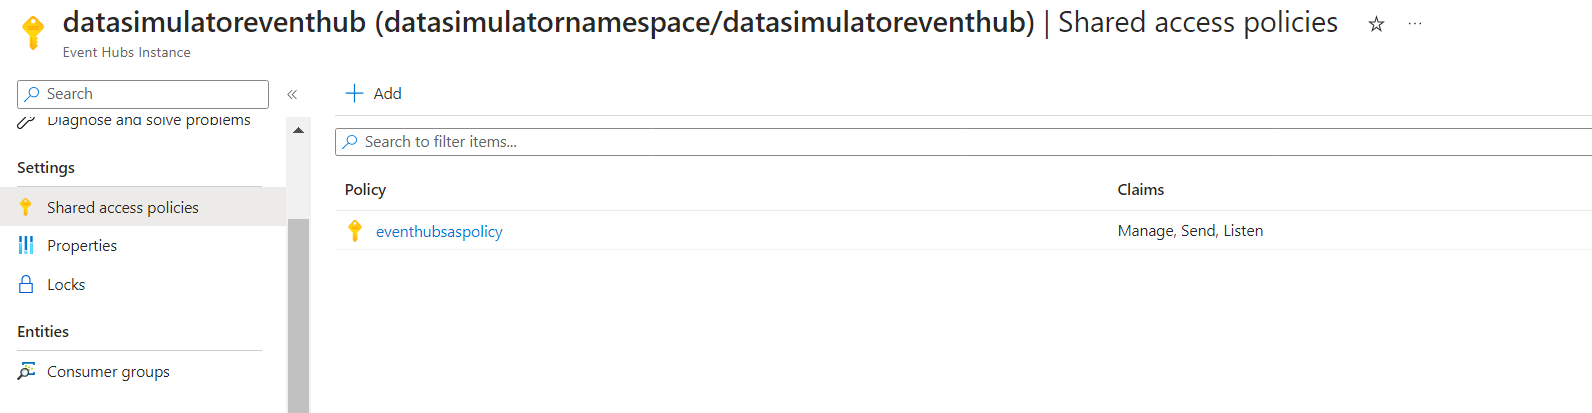 datasimulatoreventhub (datasimulatornamespace/datasimulatoreventhub) | Shared access policies
Event Hubs Instance
Search
Add
Diagnose and solve problems
Search to filter items...
Settings
Policy Claims
Shared access policies
eventhubsaspolicy Manage, Send, Listen
Properties
Locks
Entities
Consumer groups